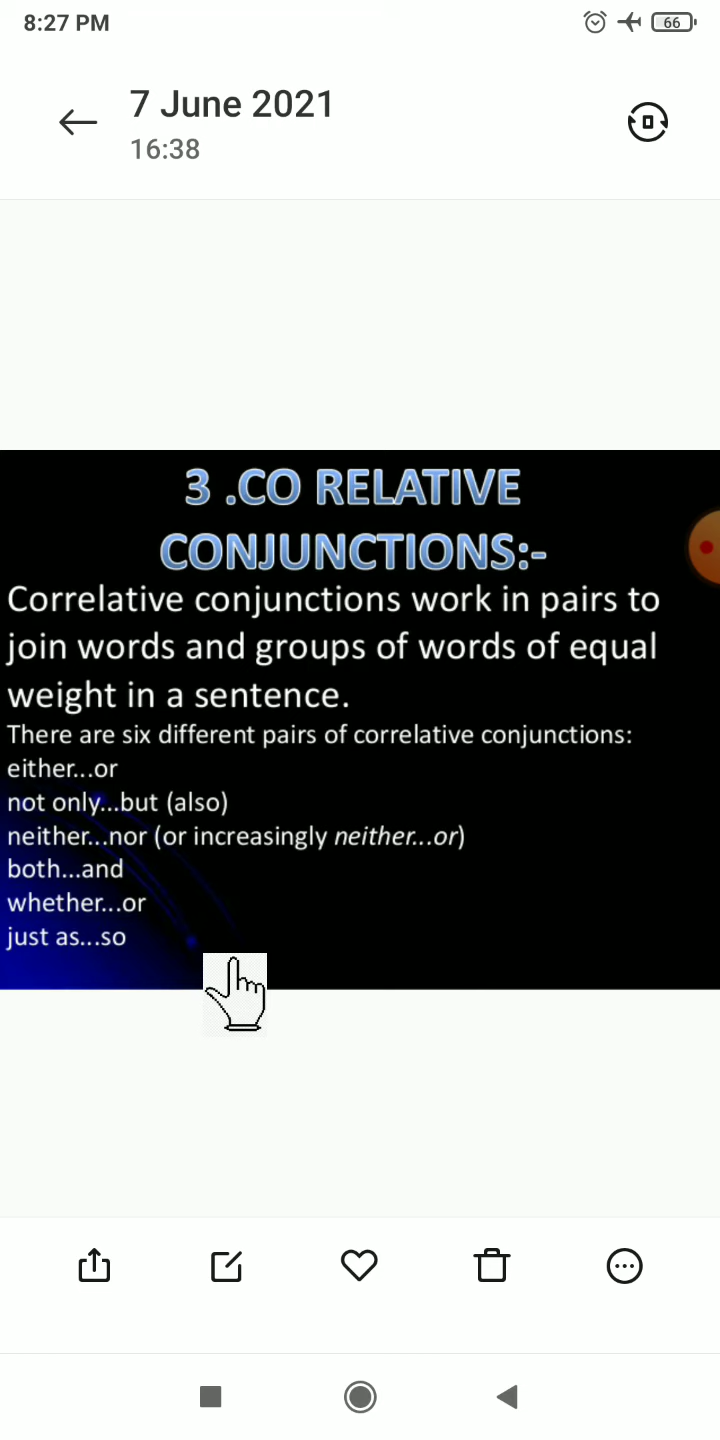 8:27 PM
66
7 June 2021
16:38
3 .CO RELATIVE
CONJUNCTIONS:-
Correlative conjunctions work in pairs to
join words and groups of words of equal
weight in a sentence.
There are six different pairs of correlative conjunctions:
either...or
not only...but (also)
neither...nor (or increasingly neither...or)
both...and
whether...or
just as...so